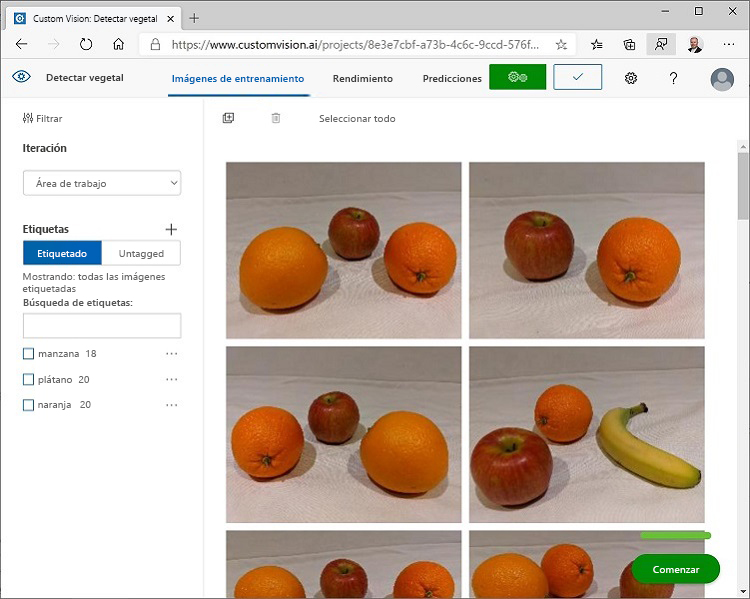 Custom Vision: Detectar vegetal
https://www.customvision.ai/projects/8e3e7cbf-a73b-4c6c-9ccd-576f...
Detectar vegetal
Imágenes de entrenamiento
Rendimiento
Predicciones
Filtrar
Seleccionar todo
Iteración
Área de trabajo
Etiquetas
Etiquetado
Untagged
Mostrando: todas las imágenes
etiquetadas
Búsqueda de etiquetas:
manzana 18
plátano 20
naranja 20
Comenzar